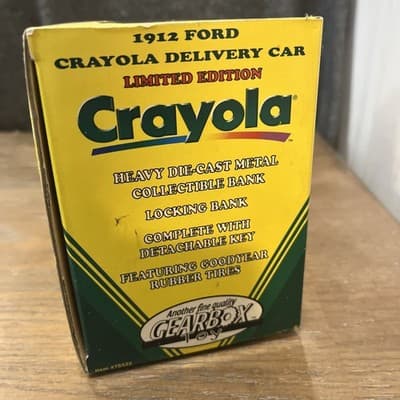 1912 FORD
CRAYOLA DELIVERY CAR
LIMITED EDITION
Crayola®
HEAVY DIE-CAST METAL
COLLECTIBLE BANK
LOCKING BANK
COMPLETE WITH
DETACHABLE KEY
FEATURING GOODYEAR
RUBBER TIRES
Another fine quality
GEARBOX
Toy